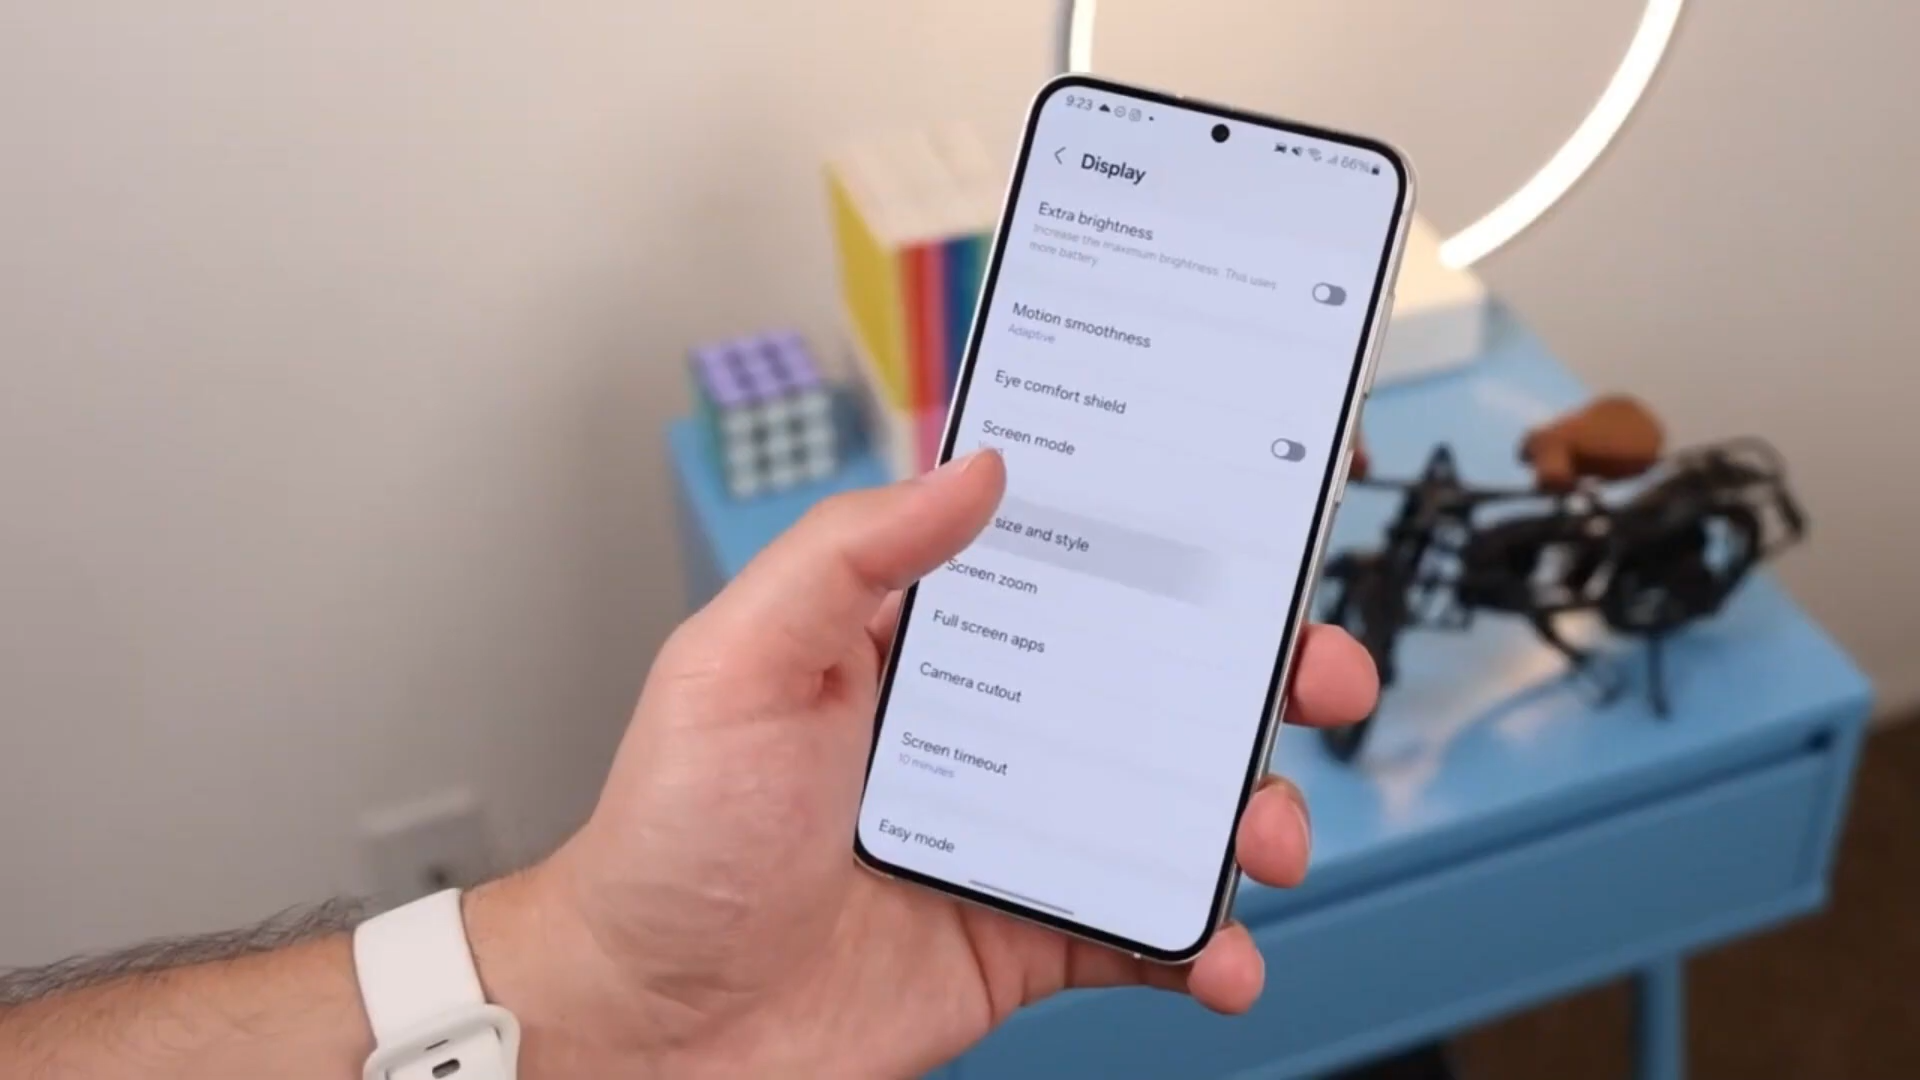 9:23
66%
Display
Extra brightness
Increase the maximum brightness. This uses
more battery.
Motion smoothness
Adaptive
Eye comfort shield
Screen mode
size and style
Screen zoom
Full screen apps
Camera cutout
Screen timeout
10 minutes
Easy mode